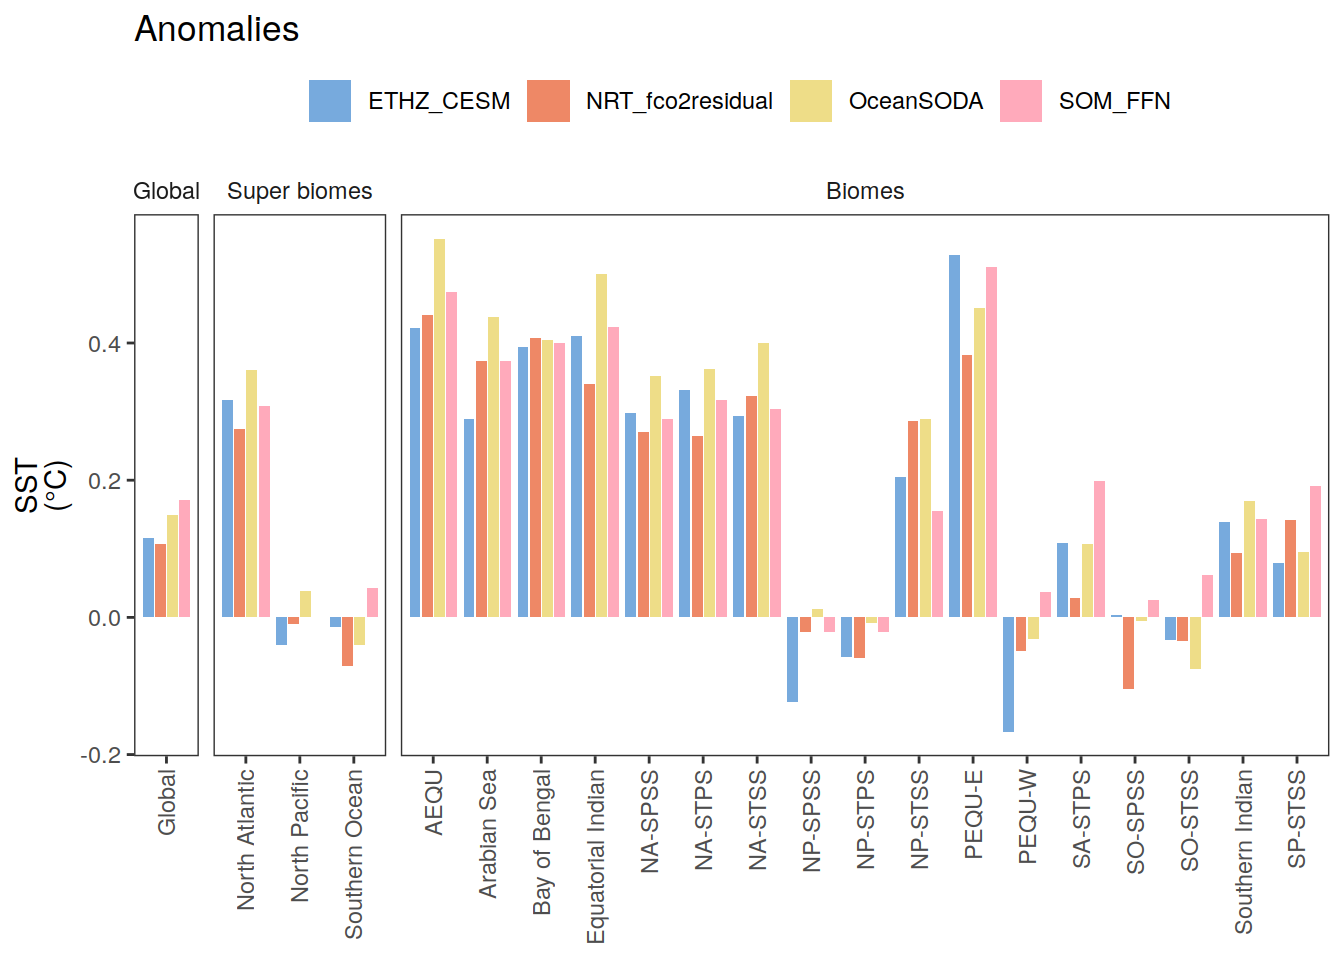 Anomalies
ETHZ_CESM NRT_fco2residual OceanSODA SOM_FFN
Global Super biomes Biomes
SST
(°C)
0.4
0.2
0.0
-0.2
Global
North Atlantic
North Pacific
Southern Ocean
AEQU
Arabian Sea
Bay of Bengal
Equatorial Indian
NA-SPSS
NA-STPS
NA-STSS
NP-SPSS
NP-STPS
NP-STSS
PEQU-E
PEQU-W
SA-STPS
SO-SPSS
SO-STSS
Southern Indian
SP-STSS